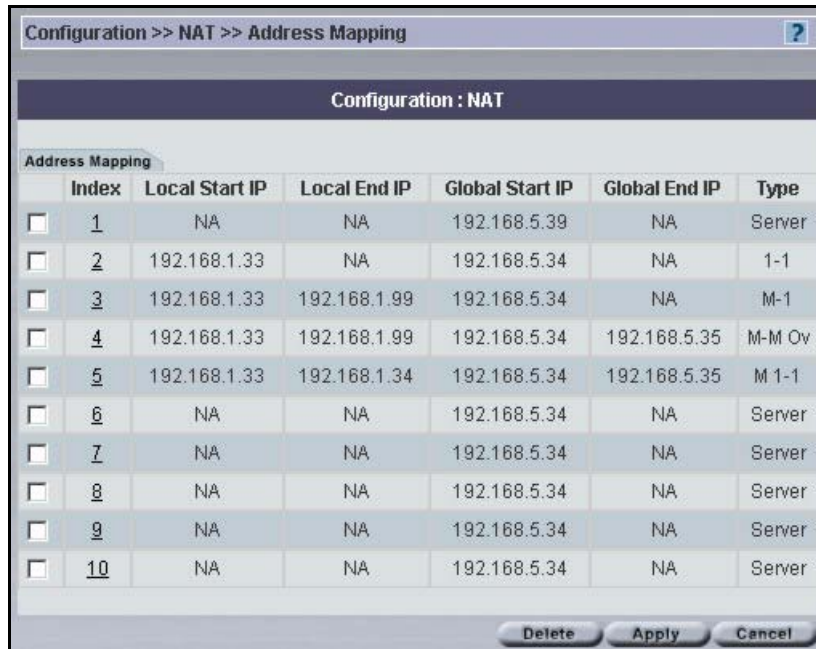 Configuration >> NAT >> Address Mapping ?
Configuration : NAT
Address Mapping
Index Local Start IP Local End IP Global Start IP Global End IP Type
1 NA NA 192.168.5.39 NA Server
2 192.168.1.33 NA 192.168.5.34 NA 1-1
3 192.168.1.33 192.168.1.99 192.168.5.34 NA M-1
4 192.168.1.33 192.168.1.99 192.168.5.34 192.168.5.35 M-M Ov
5 192.168.1.33 192.168.1.34 192.168.5.34 192.168.5.35 M 1-1
6 NA NA 192.168.5.34 NA Server
7 NA NA 192.168.5.34 NA Server
8 NA NA 192.168.5.34 NA Server
9 NA NA 192.168.5.34 NA Server
10 NA NA 192.168.5.34 NA Server
Delete Apply Cancel